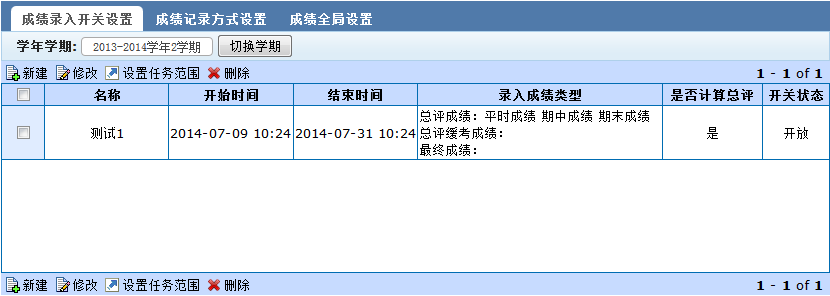 成绩录入开关设置 成绩记录方式设置 成绩全局设置
学年学期: 2013-2014学年2学期 切换学期
新建 修改 设置任务范围 删除 1 - 1 of 1
名称 开始时间 结束时间 录入成绩类型 是否计算总评 开关状态
测试1 2014-07-09 10:24 2014-07-31 10:24 总评成绩: 平时成绩 期中成绩 期末成绩 是 开放
总评缓考成绩:
最终成绩:
新建 修改 设置任务范围 删除 1 - 1 of 1